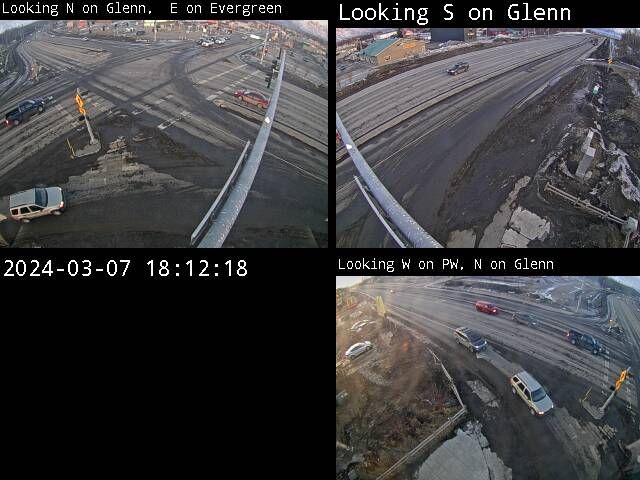 Looking N on Glenn,  E on Evergreen
Looking S on Glenn
2024-03-07 18:12:18
Looking W on PW, N on Glenn